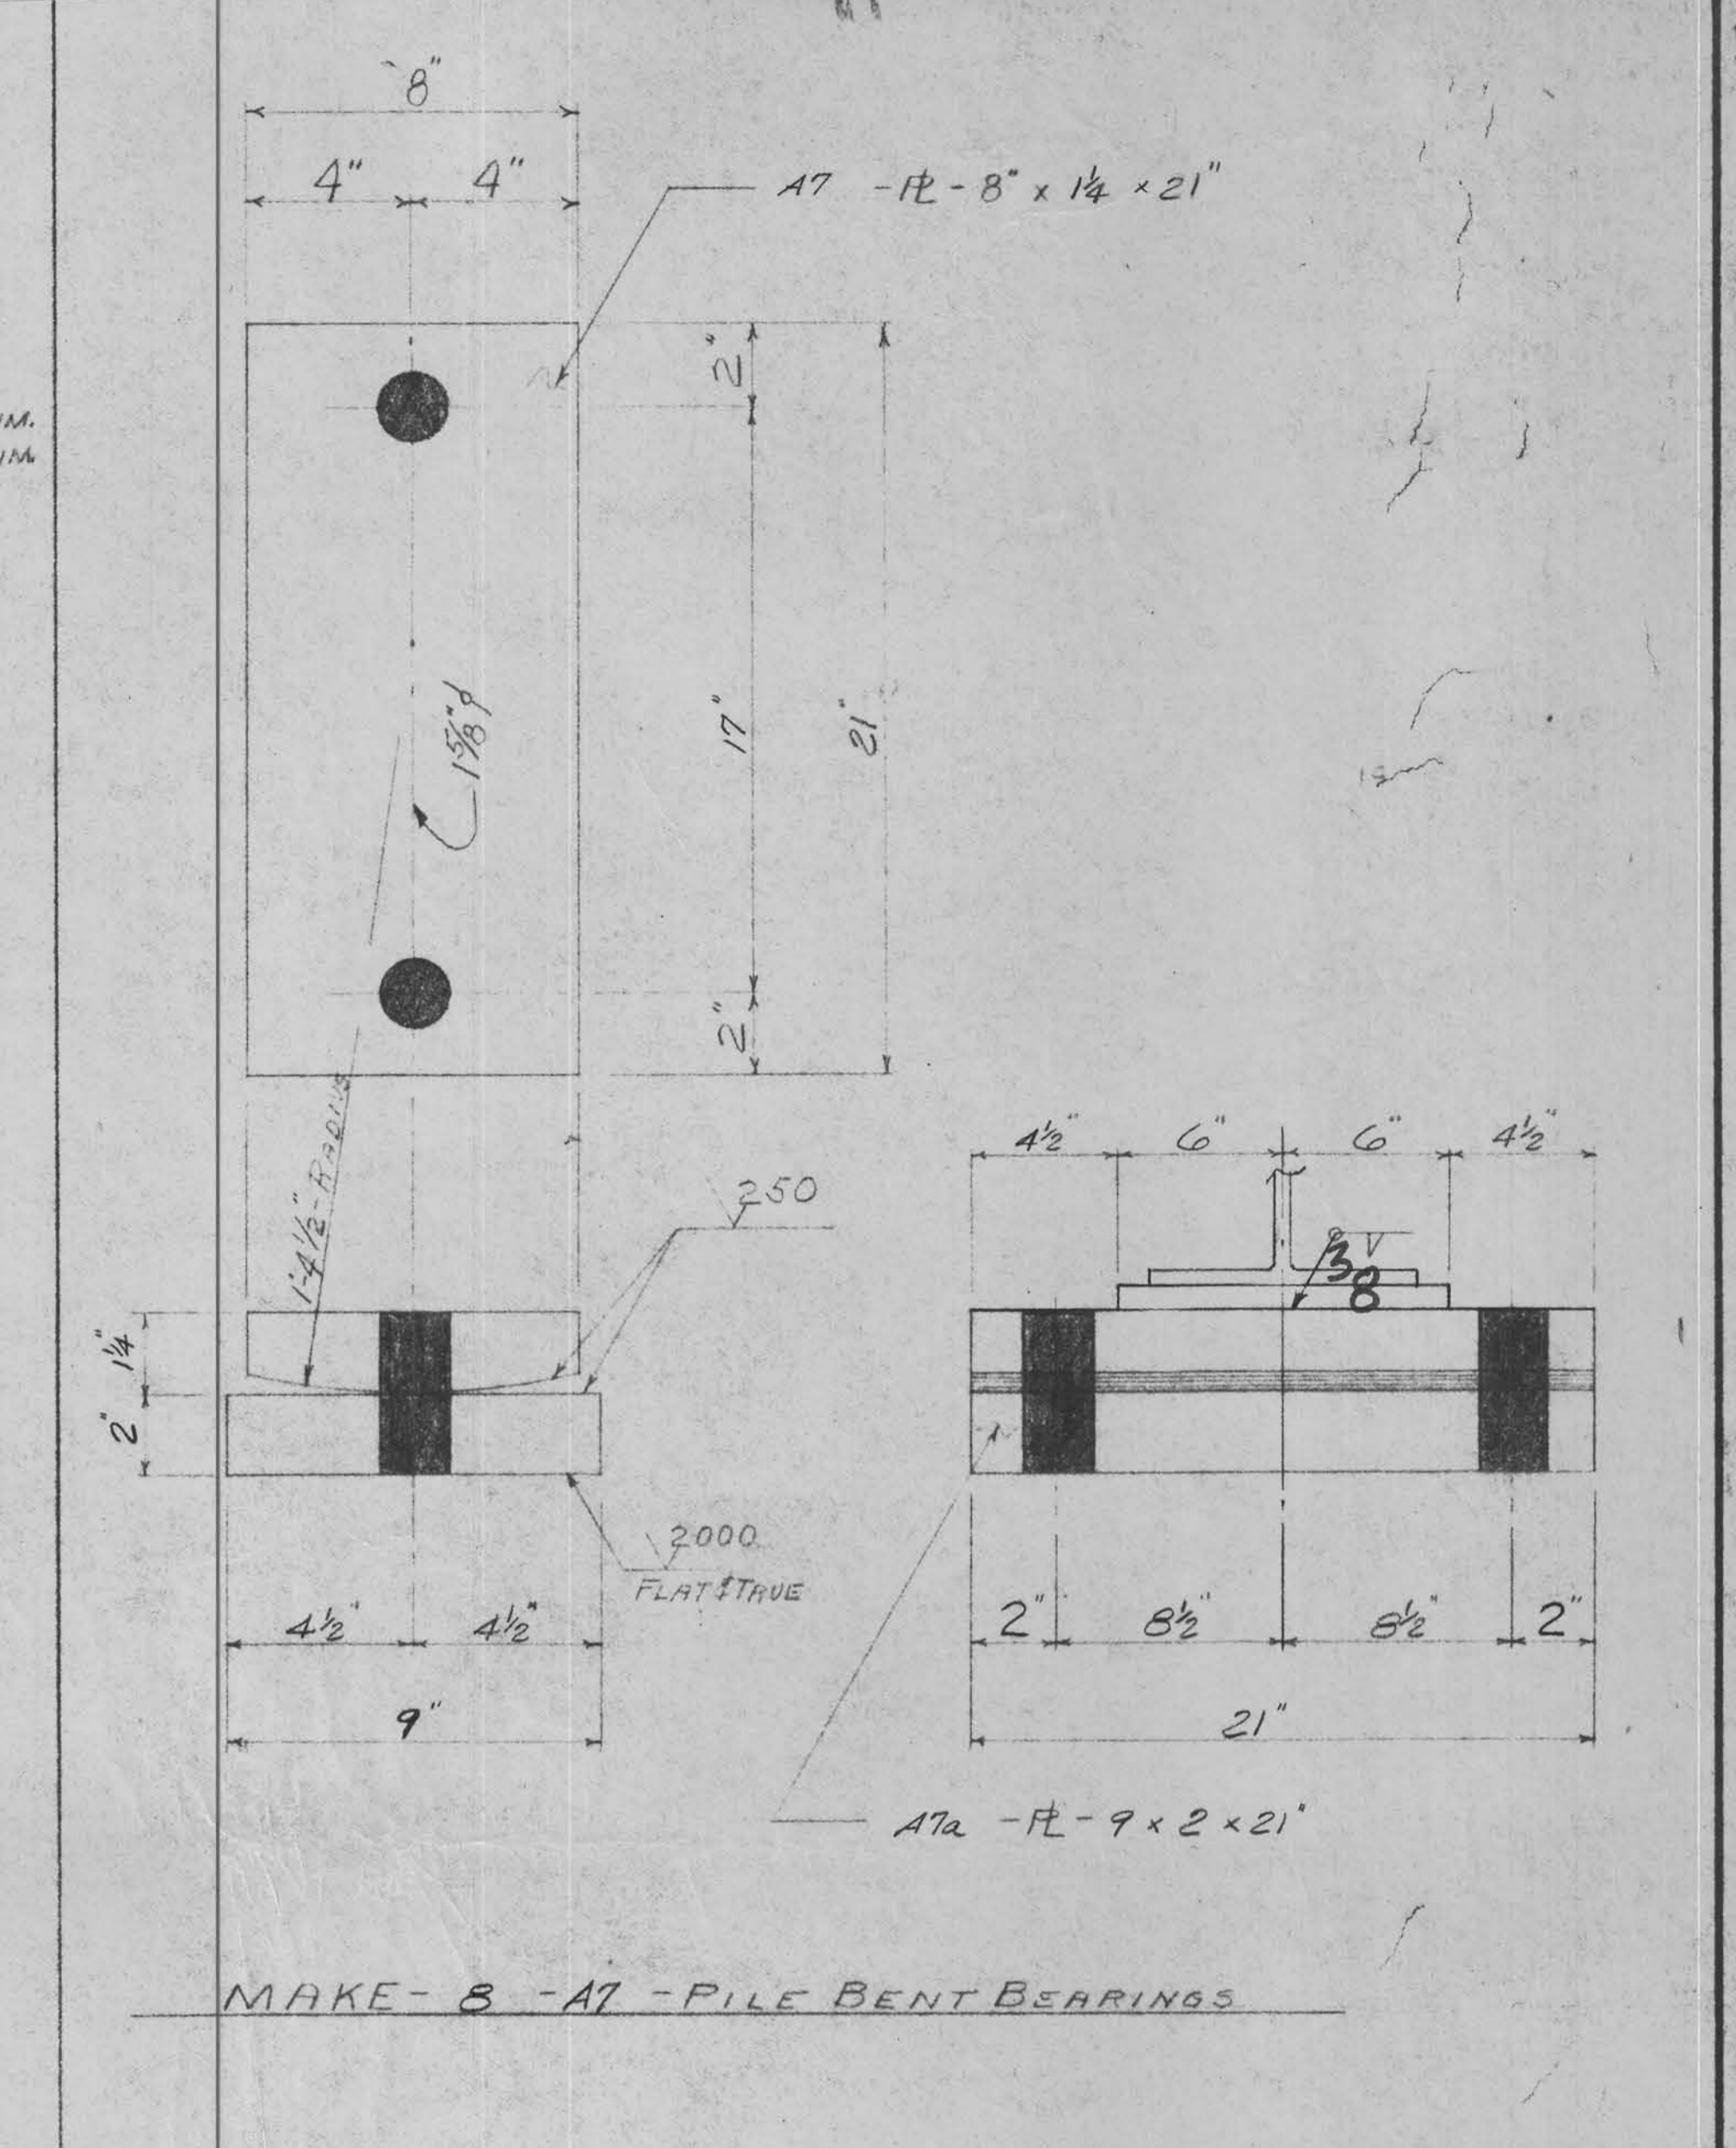 8"
4" 4"
A7 - PL - 8" x 1¼ x 21"
2"
IM.
IM.
17"
21"
1⅝"ϕ
2"
1'-4½"-RADIUS
250
4½" 6" 6" 4½"
3/8
1¼"
2"
2000
FLAT & TRUE
4½" 4½"
2" 8½" 8½" 2"
9"
21"
A7a - PL - 9 x 2 x 21"
MAKE - 8 - A7 - PILE BENT BEARINGS